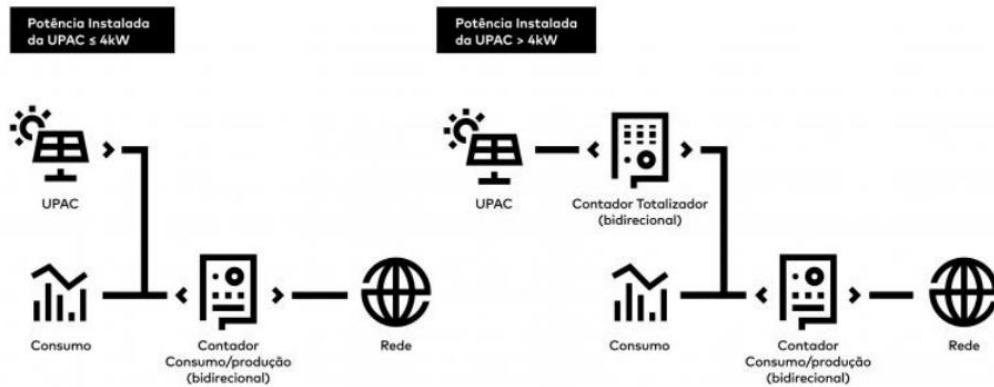 Potência Instalada
da UPAC ≤ 4kW
UPAC
Consumo
Contador
Consumo/produção
(bidirecional)
Rede
Potência Instalada
da UPAC > 4kW
UPAC
Contador Totalizador
(bidirecional)
Consumo
Contador
Consumo/produção
(bidirecional)
Rede